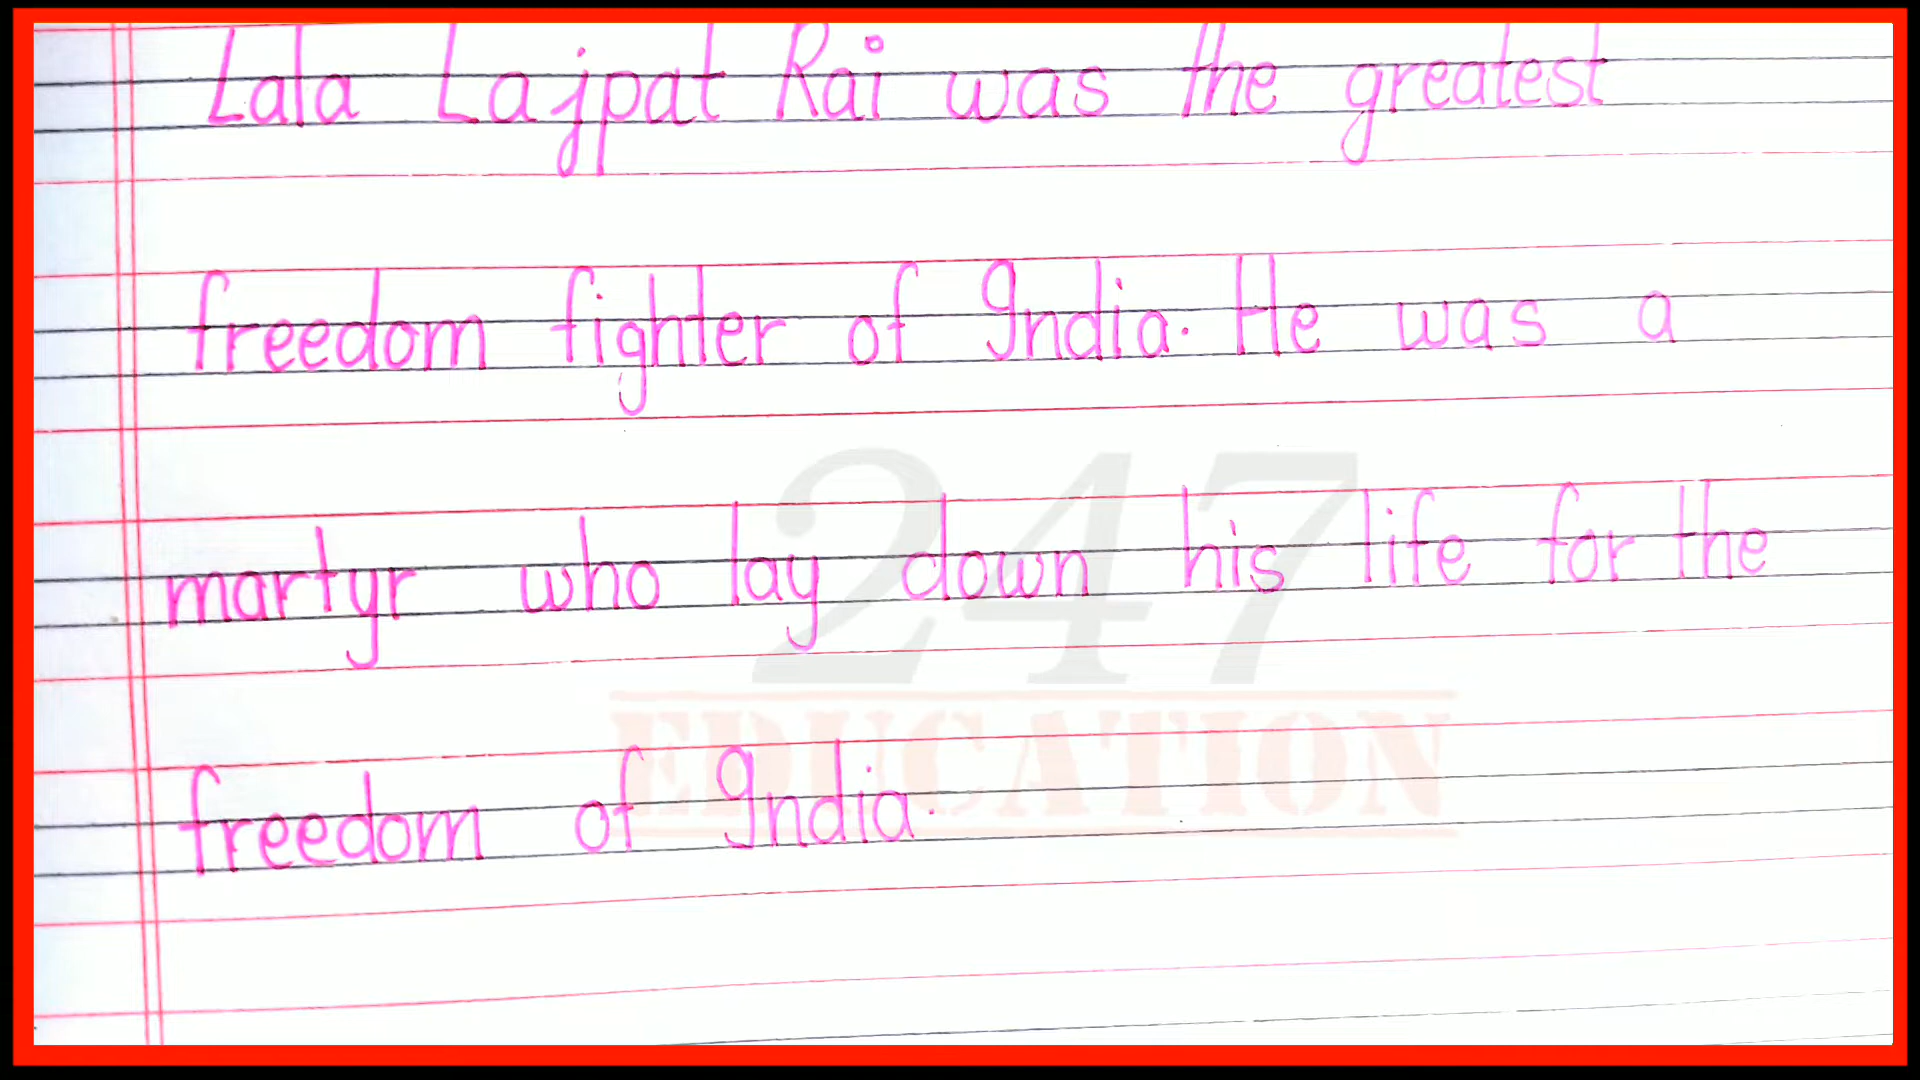 Lala Lajpat Rai was the greatest
freedom fighter of India. He was a
martyr who lay down his life for the
freedom of India.
247
EDUCATION